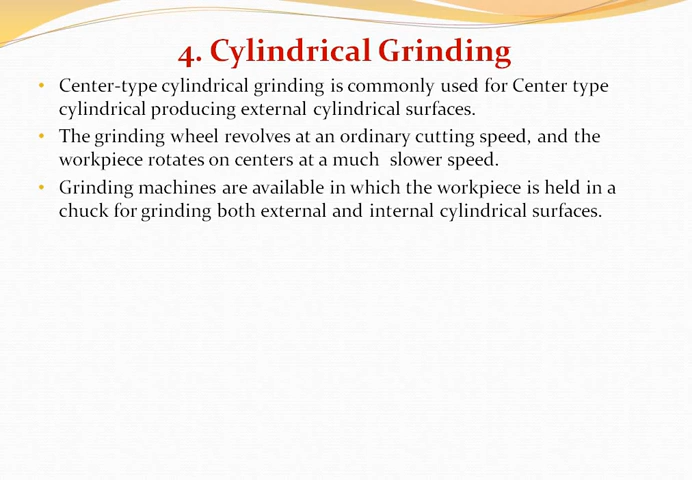 4. Cylindrical Grinding
• Center-type cylindrical grinding is commonly used for Center type
cylindrical producing external cylindrical surfaces.
• The grinding wheel revolves at an ordinary cutting speed, and the
workpiece rotates on centers at a much slower speed.
• Grinding machines are available in which the workpiece is held in a
chuck for grinding both external and internal cylindrical surfaces.